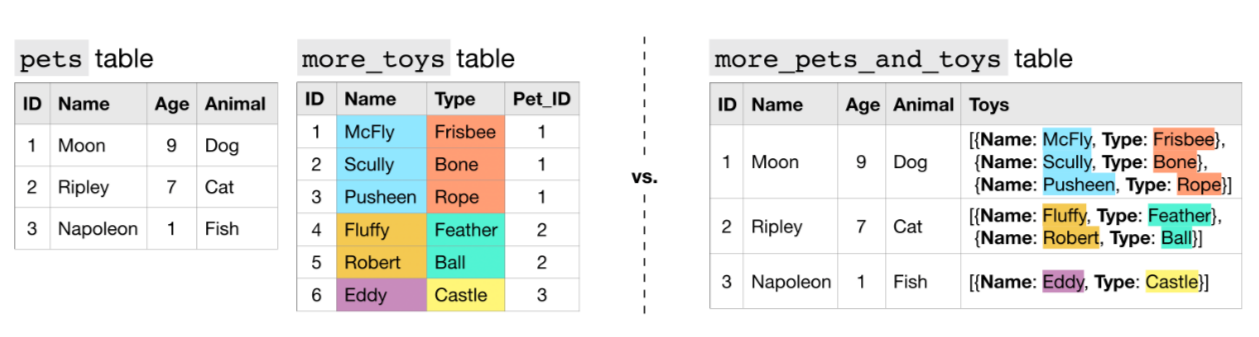 pets table
ID Name Age Animal
1 Moon 9 Dog
2 Ripley 7 Cat
3 Napoleon 1 Fish
more_toys table
ID Name Type Pet_ID
1 McFly Frisbee 1
2 Scully Bone 1
3 Pusheen Rope 1
4 Fluffy Feather 2
5 Robert Ball 2
6 Eddy Castle 3
vs.
more_pets_and_toys table
ID Name Age Animal Toys
1 Moon 9 Dog [{Name: McFly, Type: Frisbee},
{Name: Scully, Type: Bone},
{Name: Pusheen, Type: Rope}]
2 Ripley 7 Cat [{Name: Fluffy, Type: Feather},
{Name: Robert, Type: Ball}]
3 Napoleon 1 Fish [{Name: Eddy, Type: Castle}]